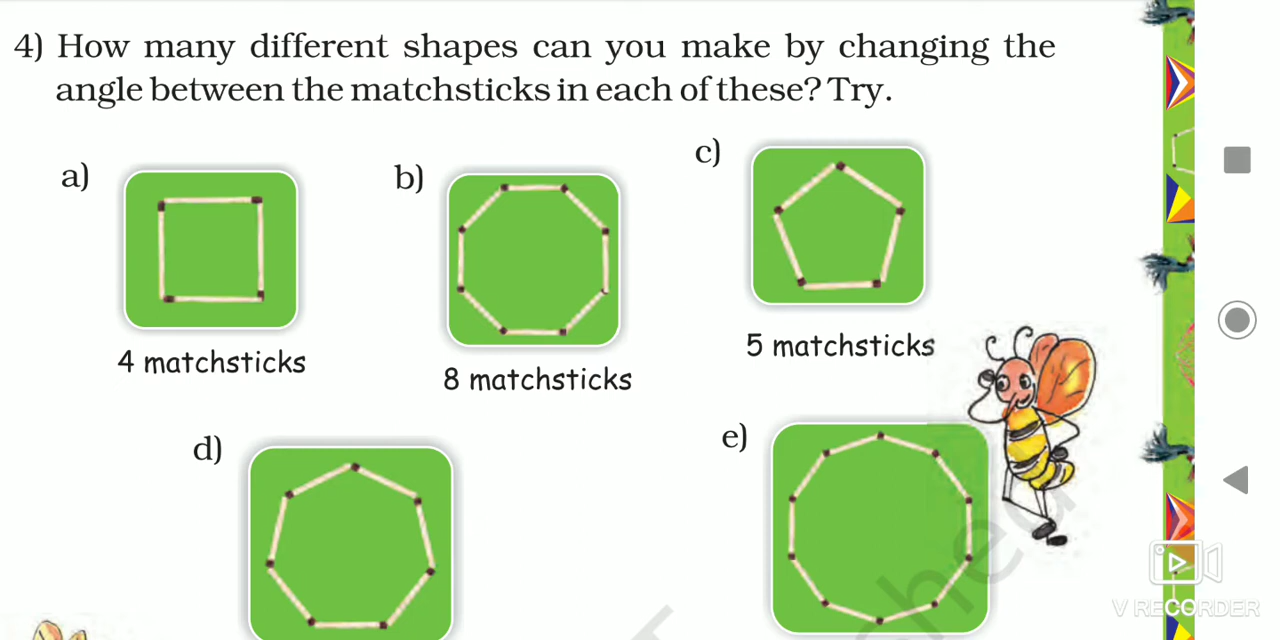 4) How many different shapes can you make by changing the
angle between the matchsticks in each of these? Try.
a)
b)
c)
4 matchsticks
8 matchsticks
5 matchsticks
d)
e)
V RECORDER